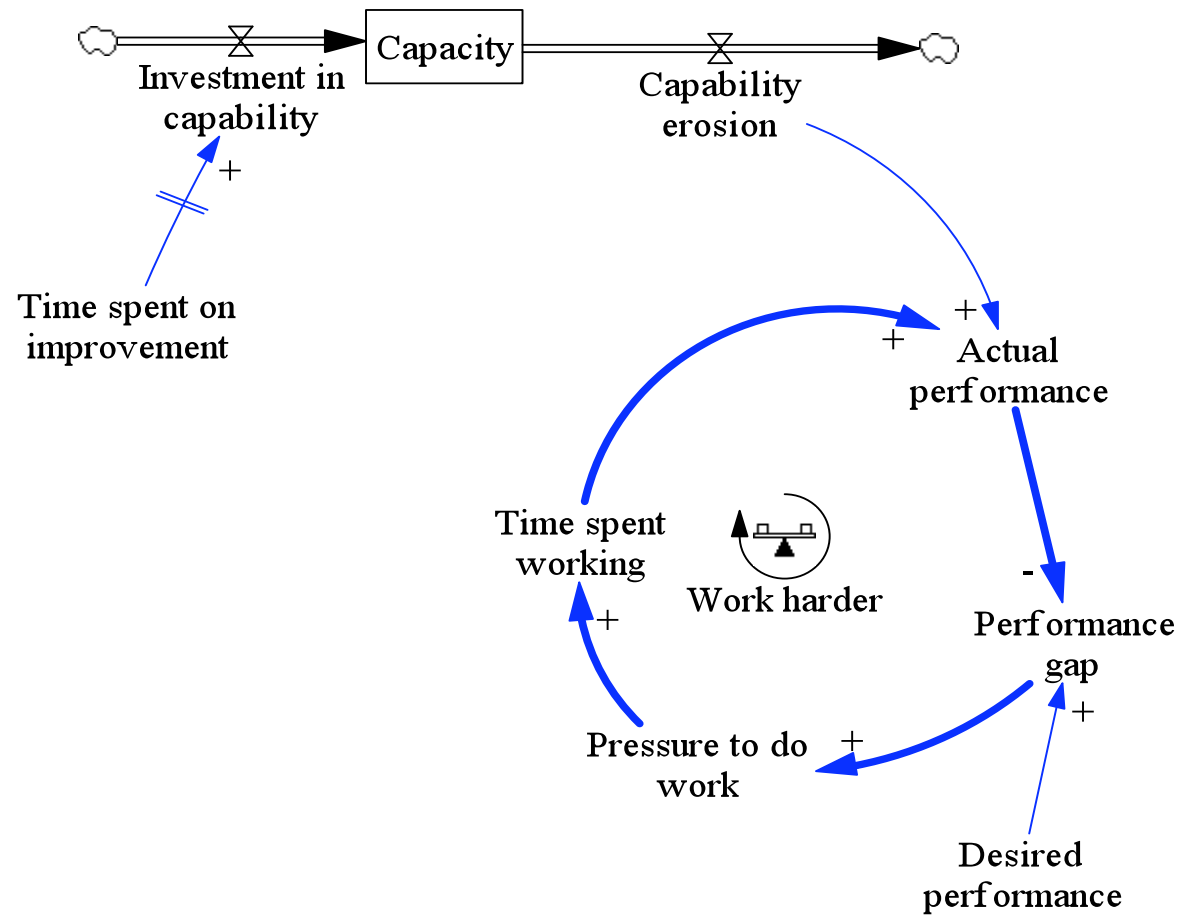 Capacity
Investment in
capability
Capability
erosion
+
Time spent on
improvement
+
+
Actual
performance
Time spent
working
-
Work harder
+
Performance
gap
+
+
Pressure to do
work
Desired
performance